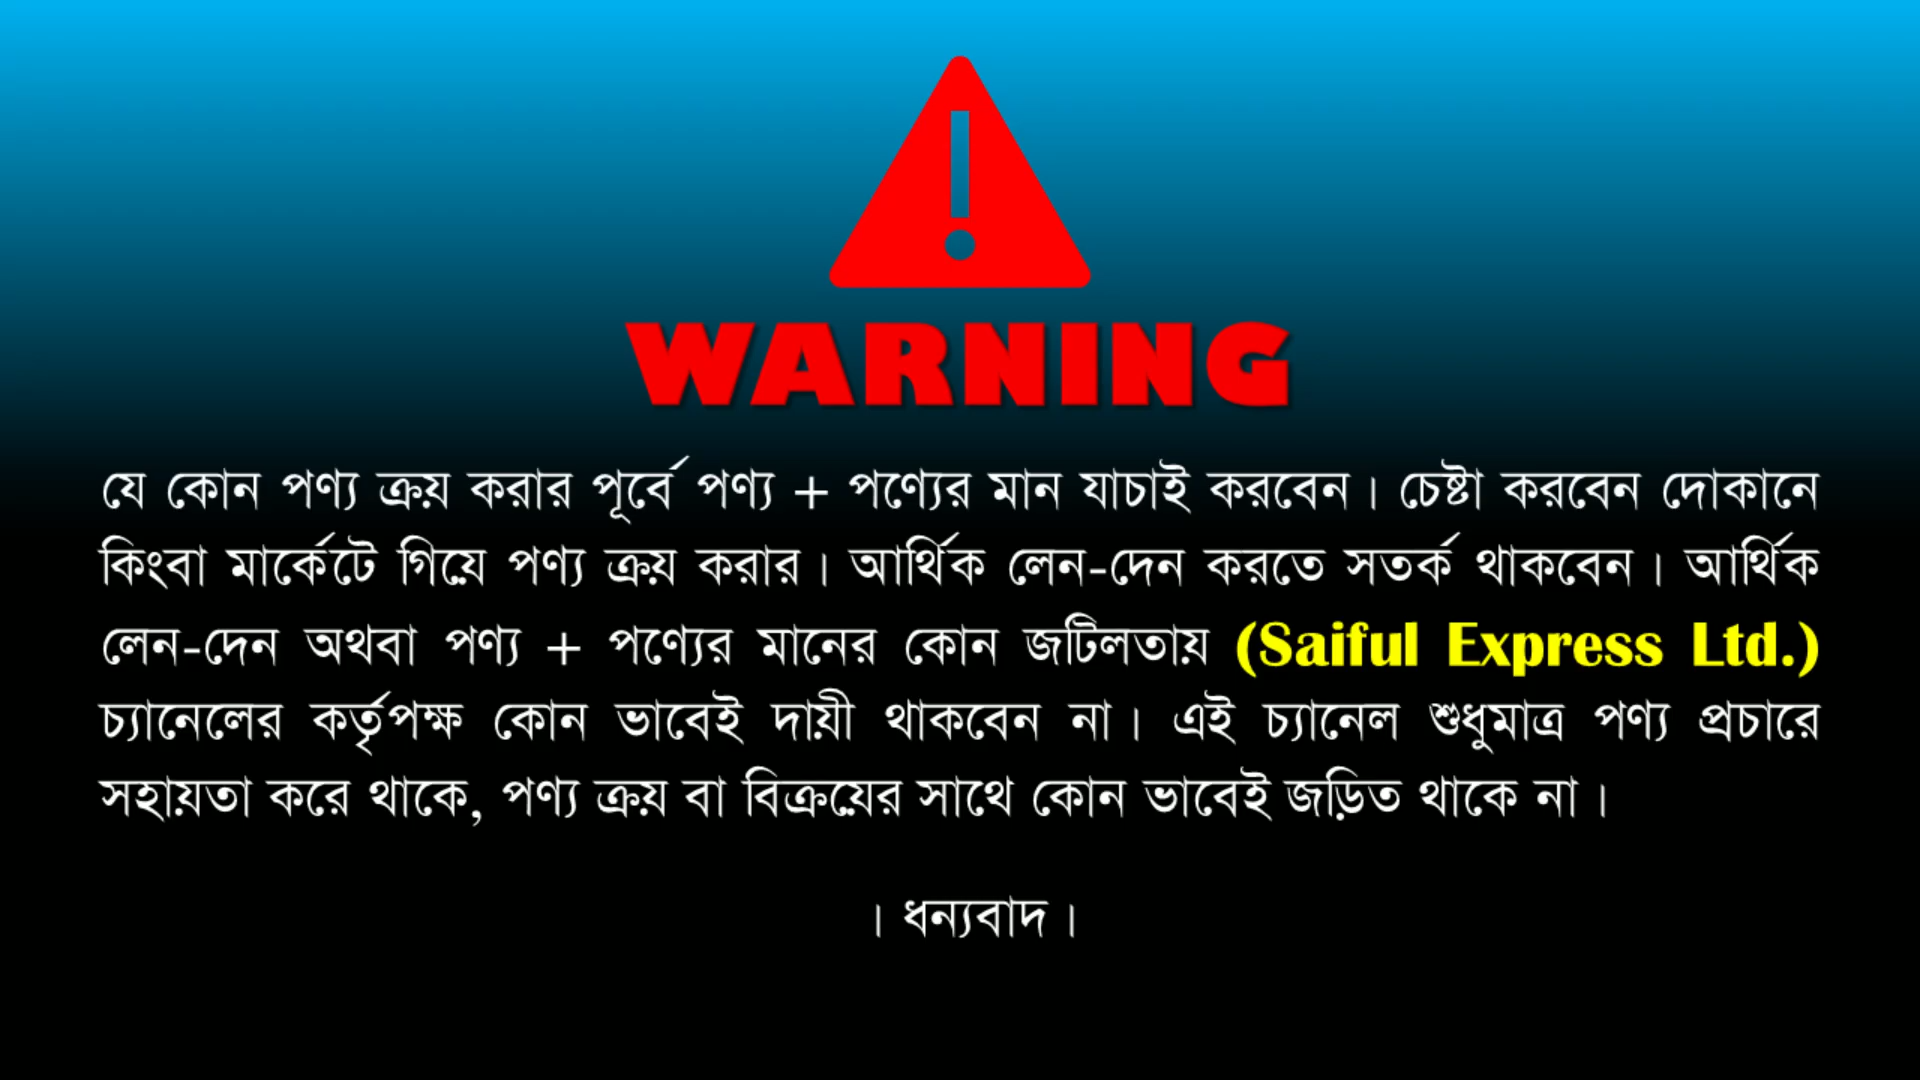 WARNING
যে কোন পণ্য ক্রয় করার পূর্বে পণ্য + পণ্যের মান যাচাই করবেন। চেষ্টা করবেন দোকানে
কিংবা মার্কেটে গিয়ে পণ্য ক্রয় করার। আর্থিক লেন-দেন করতে সতর্ক থাকবেন। আর্থিক
লেন-দেন অথবা পণ্য + পণ্যের মানের কোন জটিলতায় (Saiful Express Ltd.)
চ্যানেলের কর্তৃপক্ষ কোন ভাবেই দায়ী থাকবেন না। এই চ্যানেল শুধুমাত্র পণ্য প্রচারে
সহায়তা করে থাকে, পণ্য ক্রয় বা বিক্রয়ের সাথে কোন ভাবেই জড়িত থাকে না।
। ধন্যবাদ ।